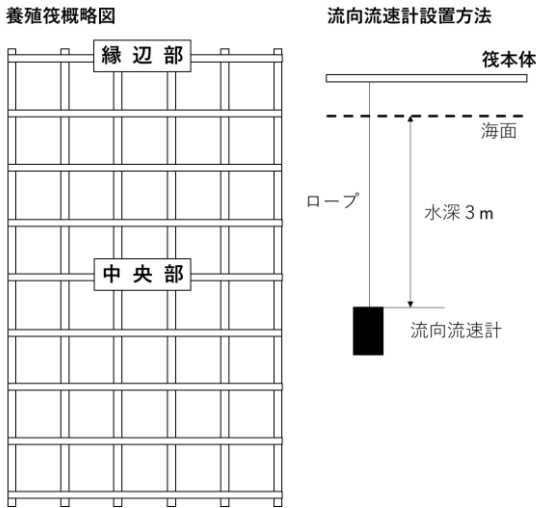 養殖筏概略図
縁辺部
中央部
流向流速計設置方法
筏本体
海面
ロープ
水深3m
流向流速計